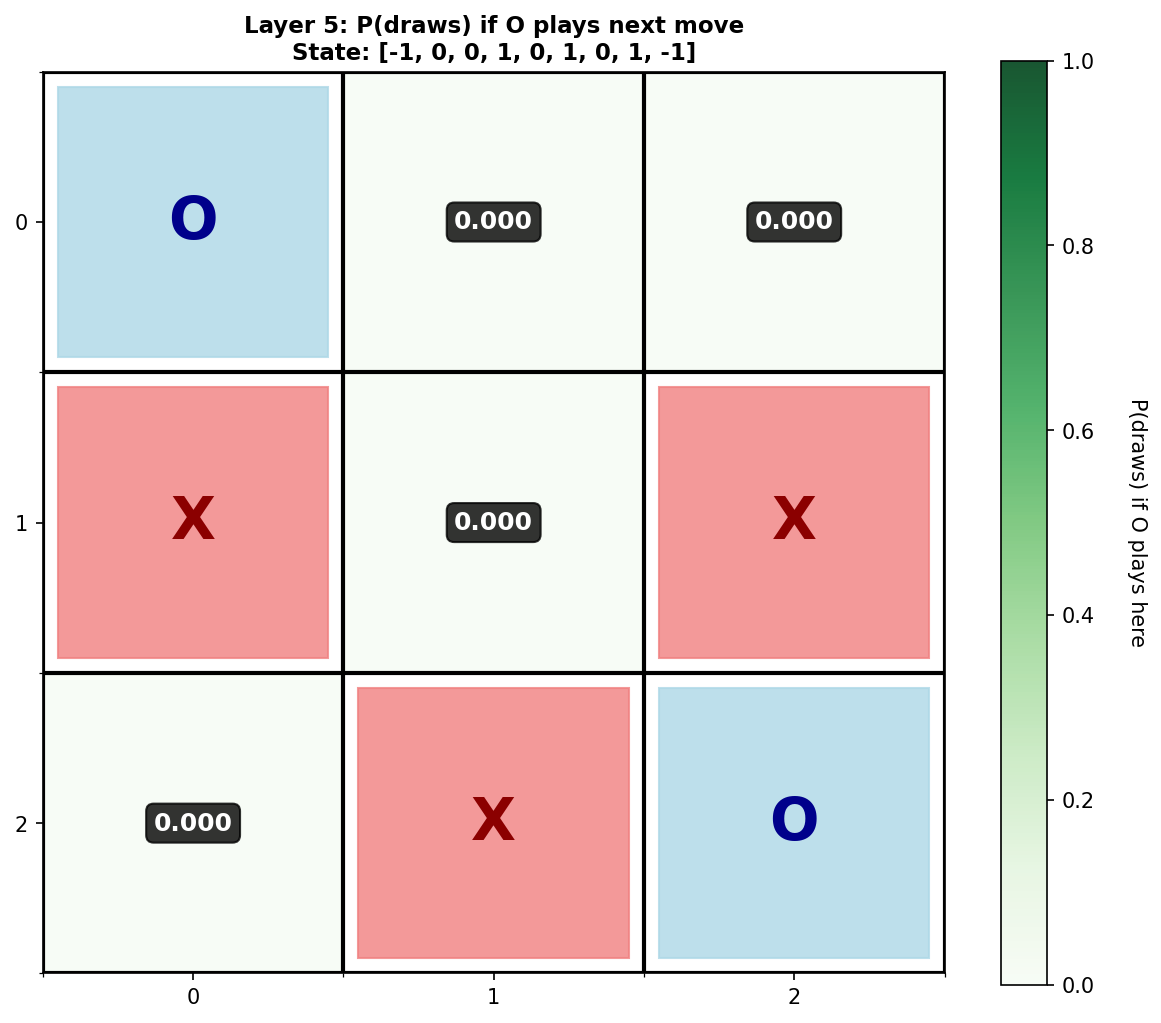 Layer 5: P(draws) if O plays next move
State: [-1, 0, 0, 1, 0, 1, 0, 1, -1]
O 0.000 0.000
X 0.000 X
0.000 X O
0
1
2
0 1 2
1.0
0.8
0.6
0.4
0.2
0.0
P(draws) if O plays here